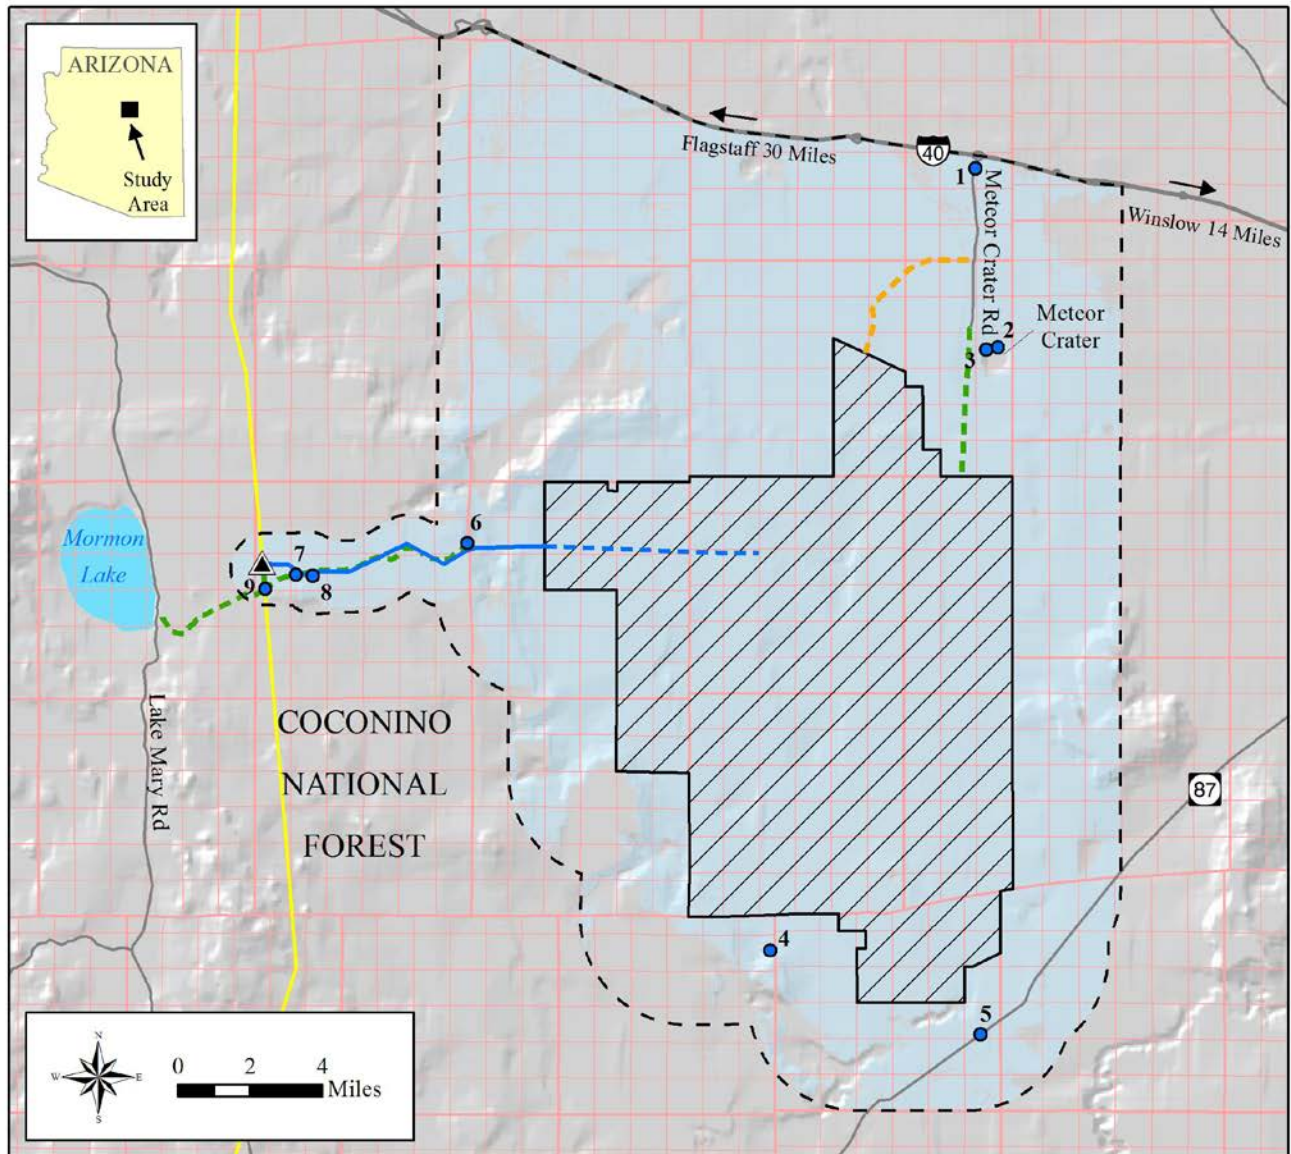 ARIZONA
Study
Area
Flagstaff 30 Miles
40
1
Meteor Crater Rd
Winslow 14 Miles
2
3
Meteor
Crater
Mormon
Lake
6
7
8
9
Lake Mary Rd
COCONINO
NATIONAL
FOREST
87
4
5
N
W
E
S
0 2 4
Miles